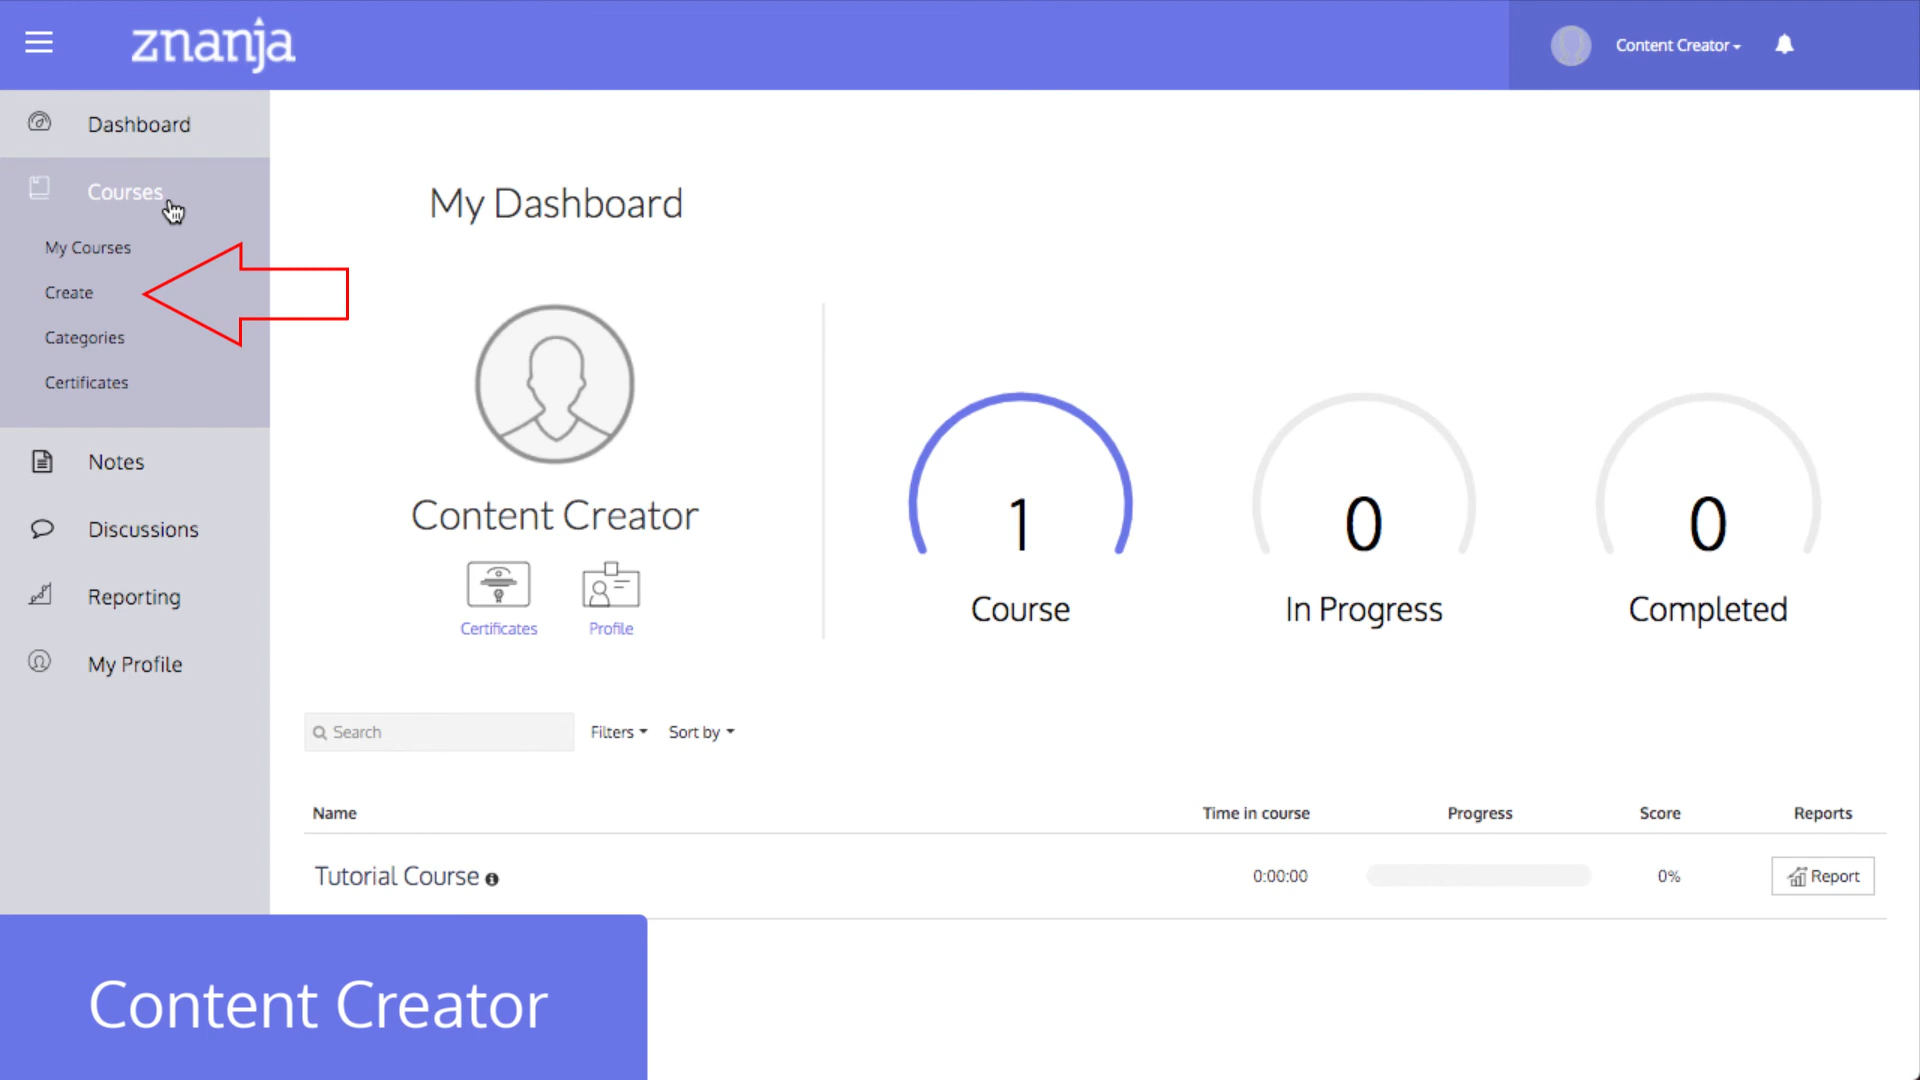 znanja
Content Creator
Dashboard
Courses
My Courses
Create
Categories
Certificates
Notes
Discussions
Reporting
My Profile
My Dashboard
Content Creator
Certificates
Profile
1
Course
0
In Progress
0
Completed
Search
Filters
Sort by
Name
Time in course
Progress
Score
Reports
Tutorial Course
0:00:00
0%
Report
Content Creator